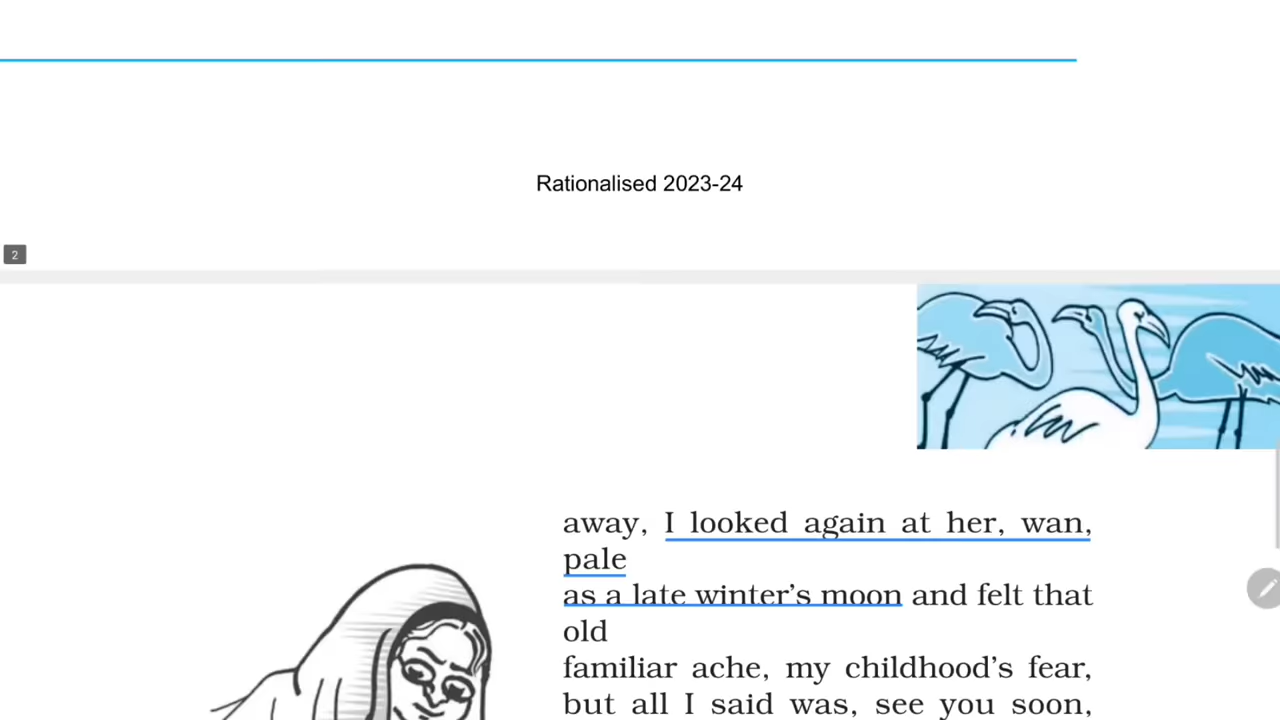 Rationalised 2023-24
2
away, I looked again at her, wan,
pale
as a late winter’s moon and felt that
old
familiar ache, my childhood’s fear,
but all I said was, see you soon,